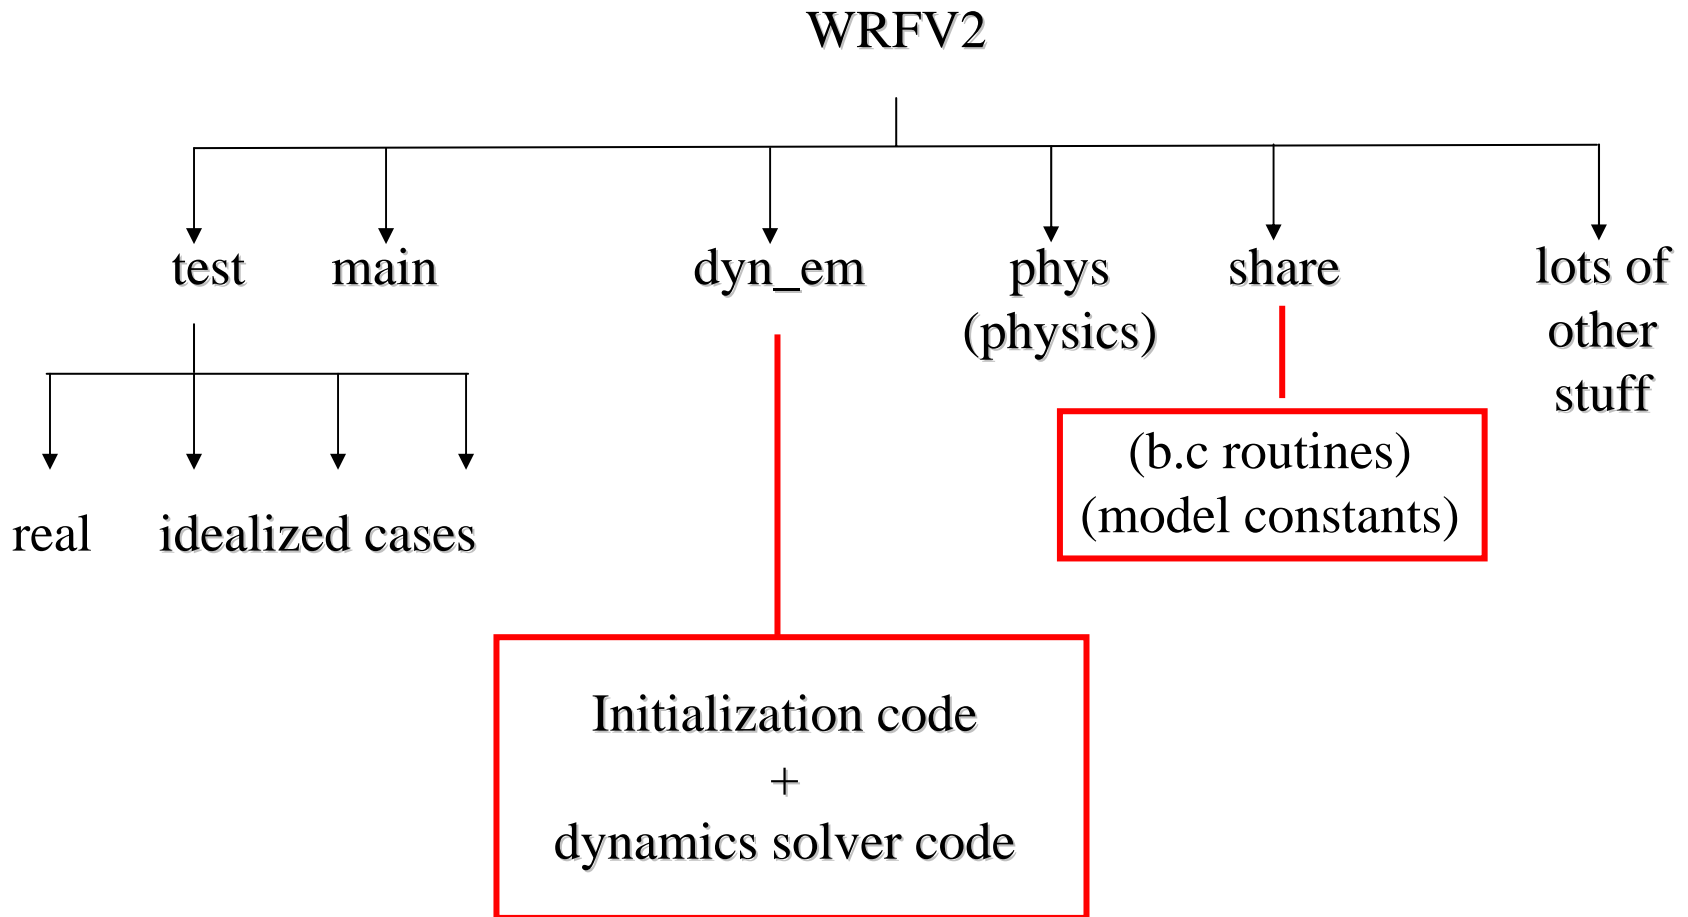 WRFV2
test
main
dyn_em
phys
(physics)
share
lots of
other
stuff
(b.c routines)
(model constants)
real
idealized cases
Initialization code
+
dynamics solver code